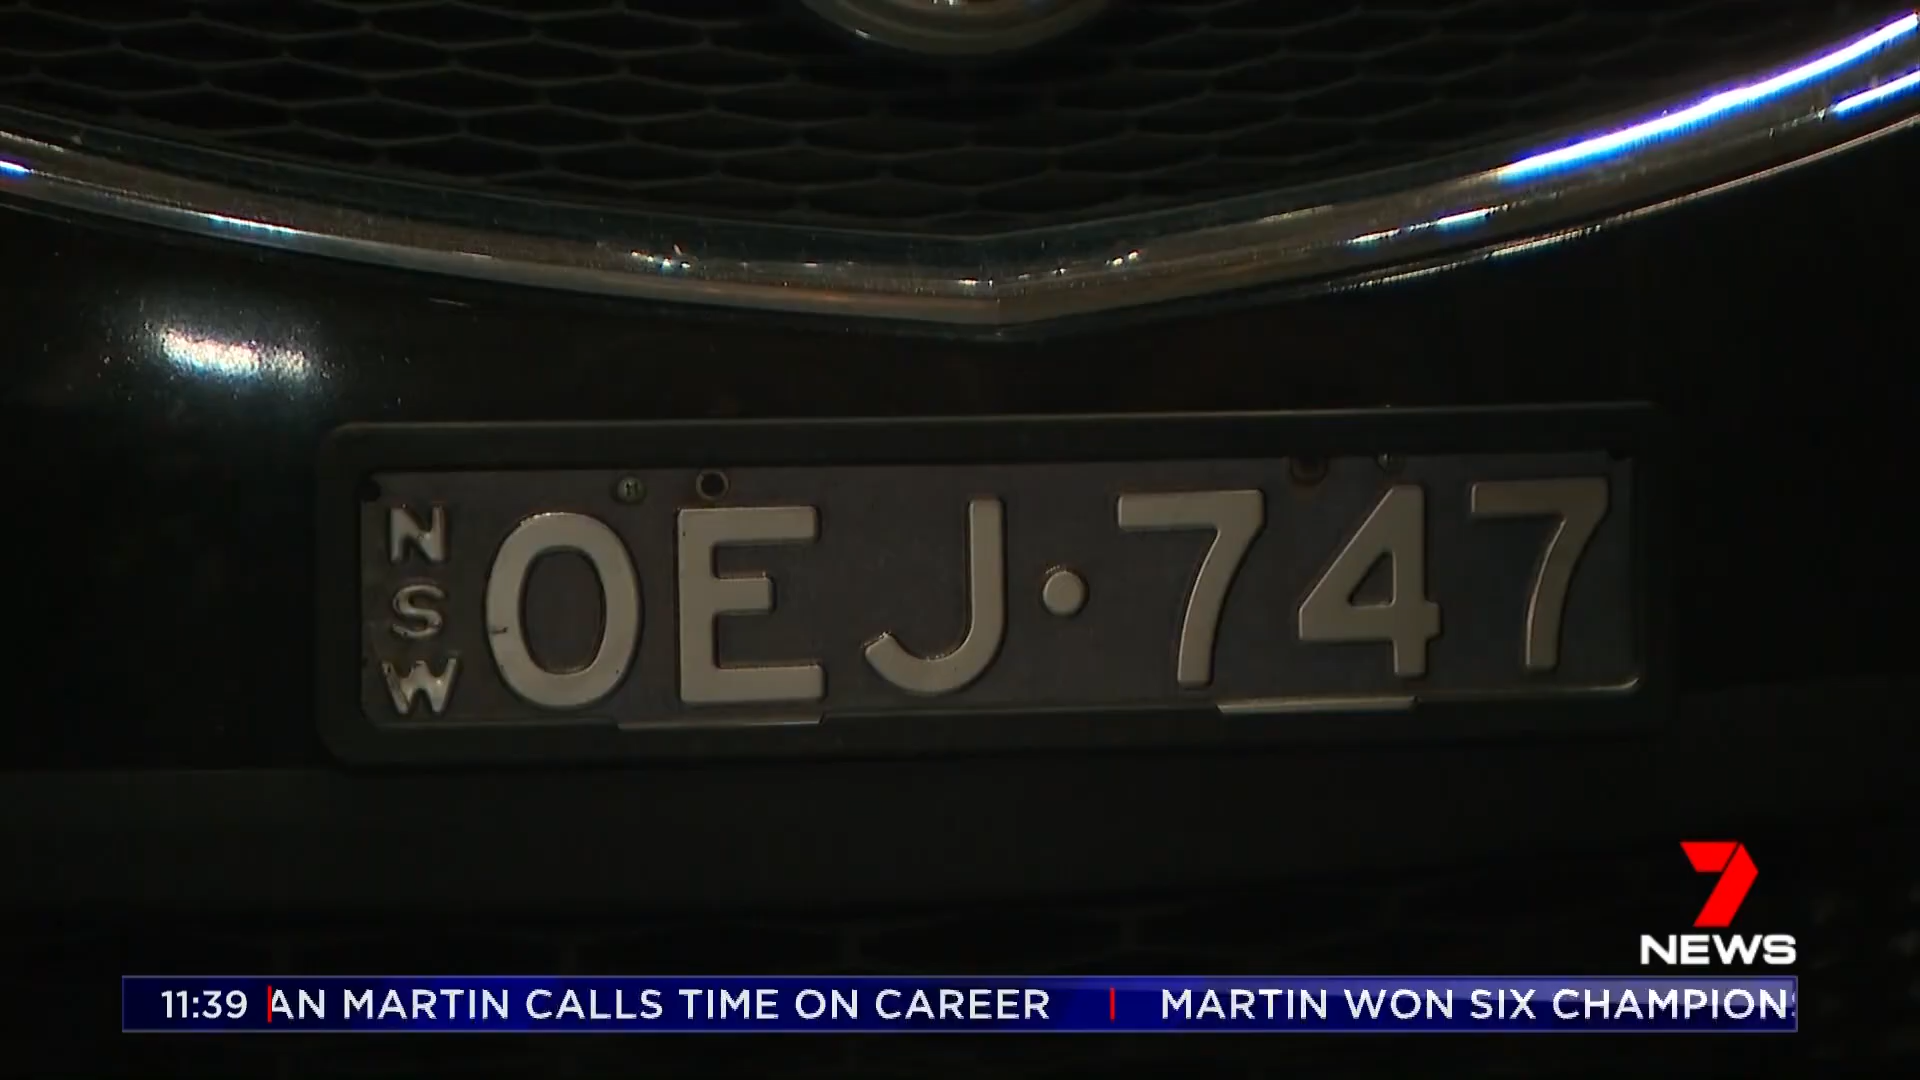 NSW OEJ·747
7
NEWS
11:39 AN MARTIN CALLS TIME ON CAREER | MARTIN WON SIX CHAMPION